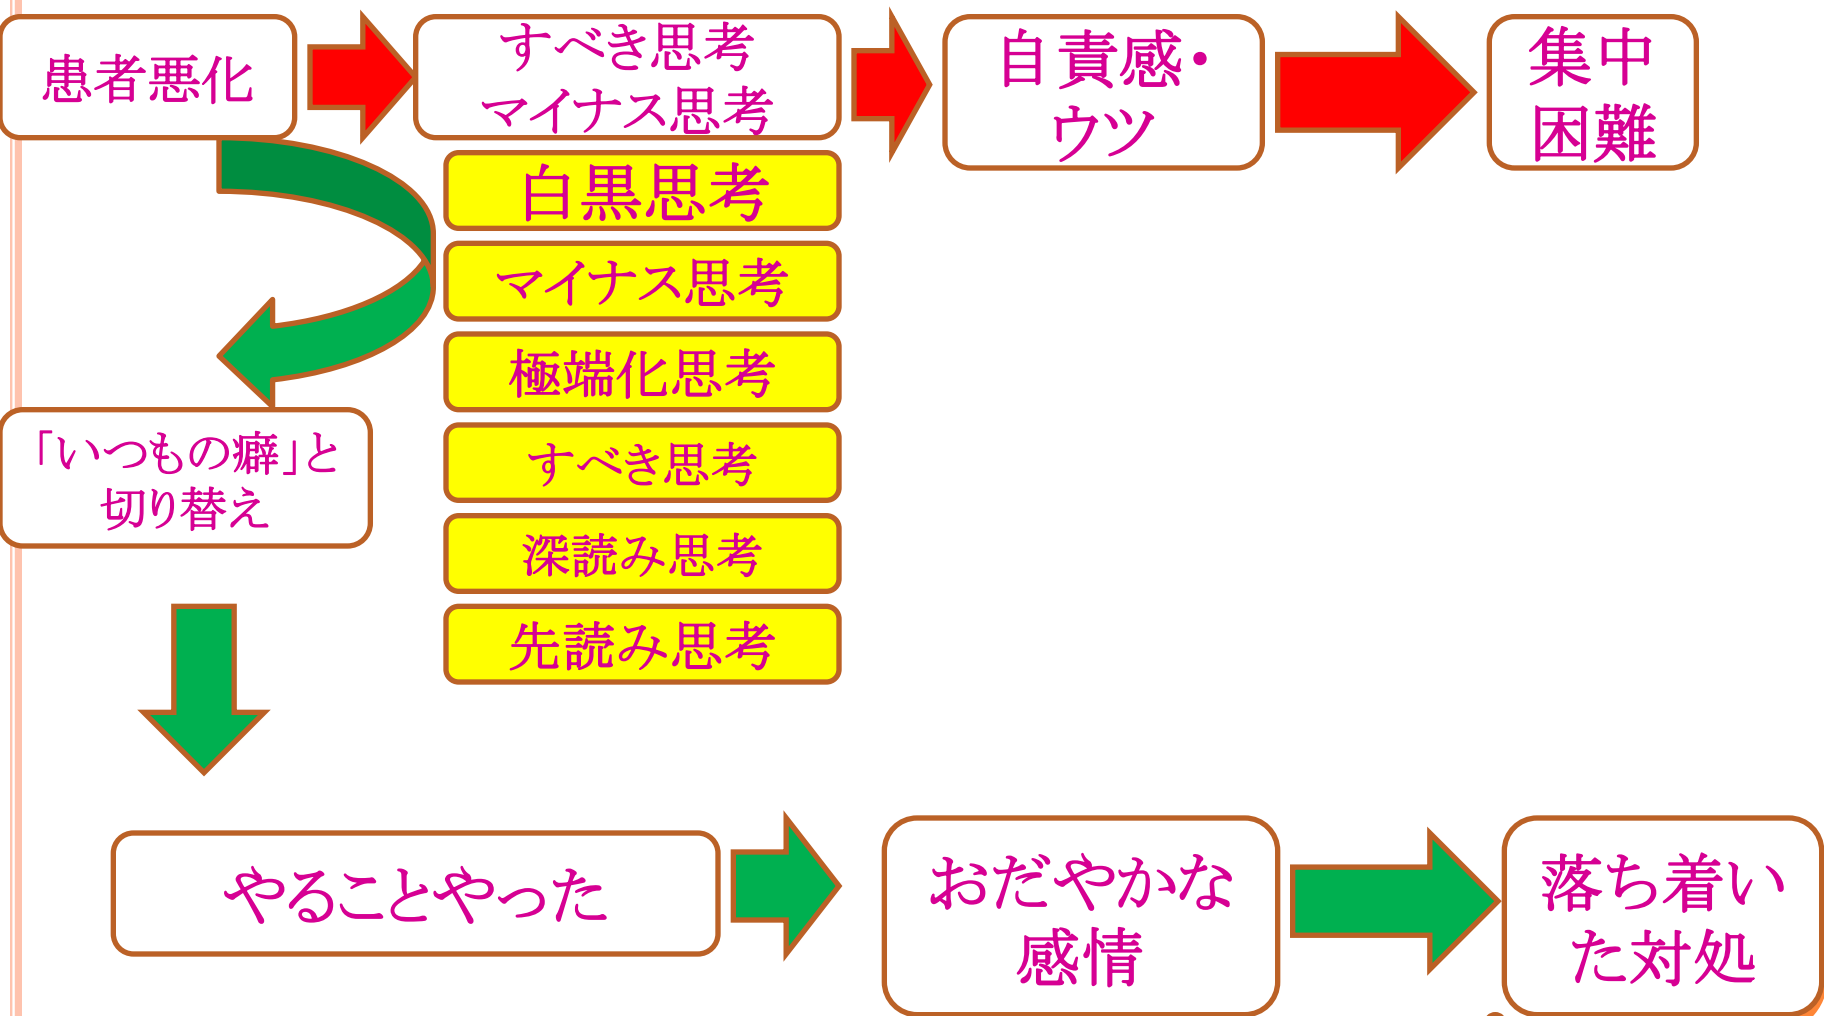 患者悪化
すべき思考
マイナス思考
自責感・
ウツ
集中
困難
白黒思考
マイナス思考
極端化思考
すべき思考
深読み思考
先読み思考
「いつもの癖」と
切り替え
やることやった
おだやかな
感情
落ち着い
た対処